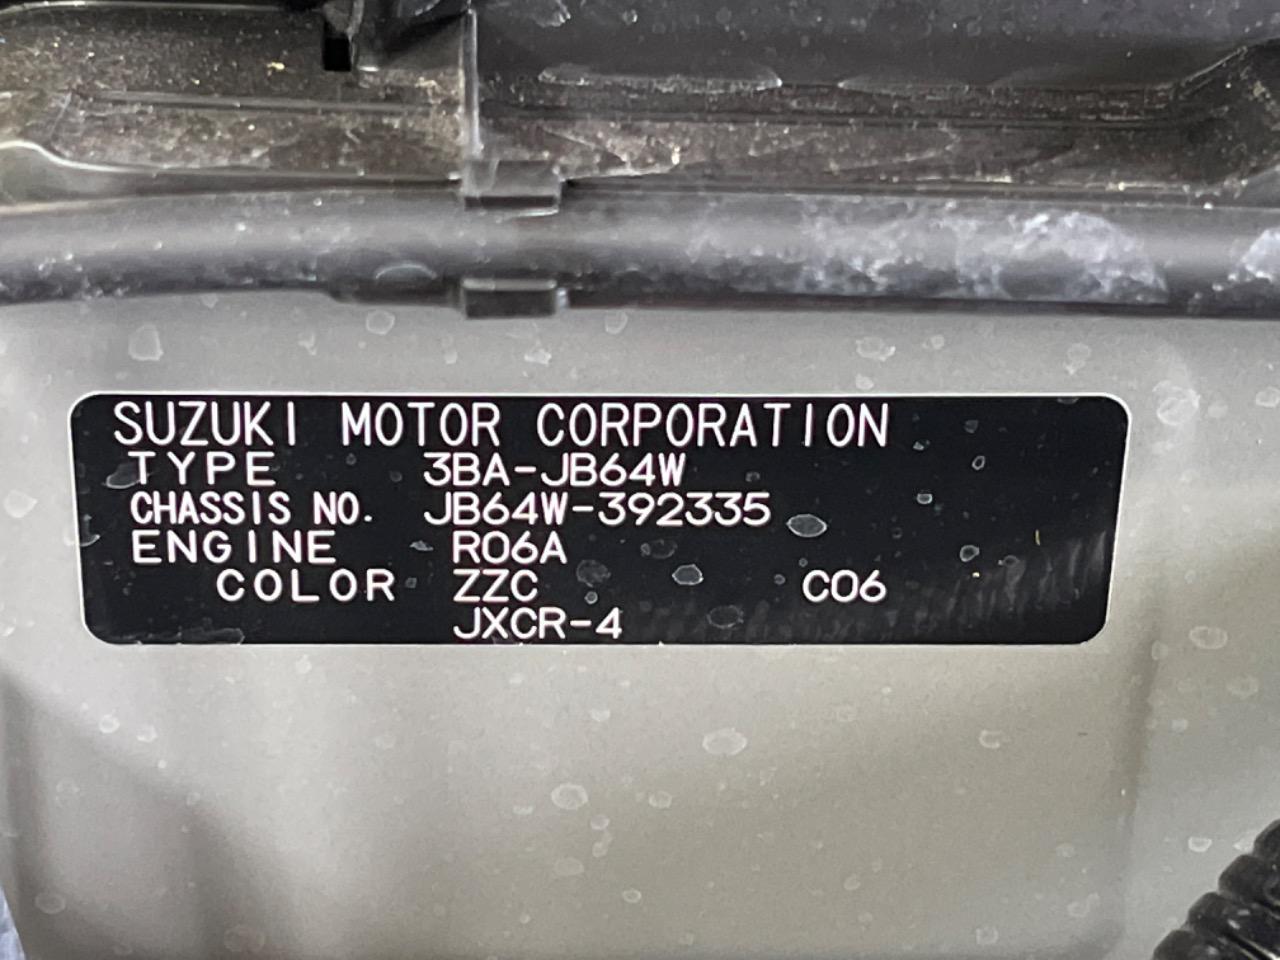 SUZUKI MOTOR CORPORATION
TYPE 3BA-JB64W
CHASSIS NO. JB64W-392335
ENGINE R06A
COLOR ZZC C06
JXCR-4